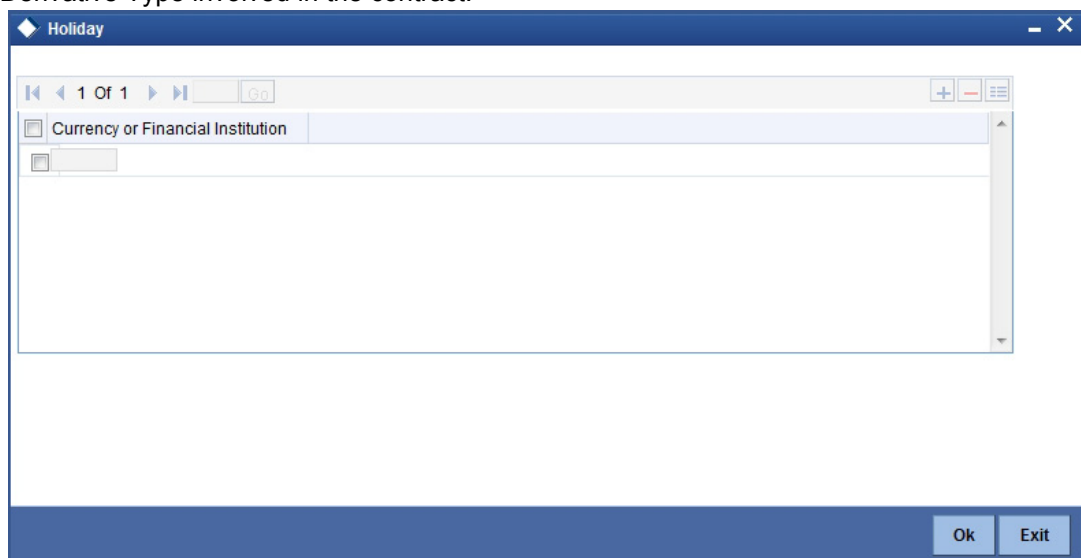 Derivative Type involved in the contract.
Holiday
1 Of 1 Go
Currency or Financial Institution
Ok Exit